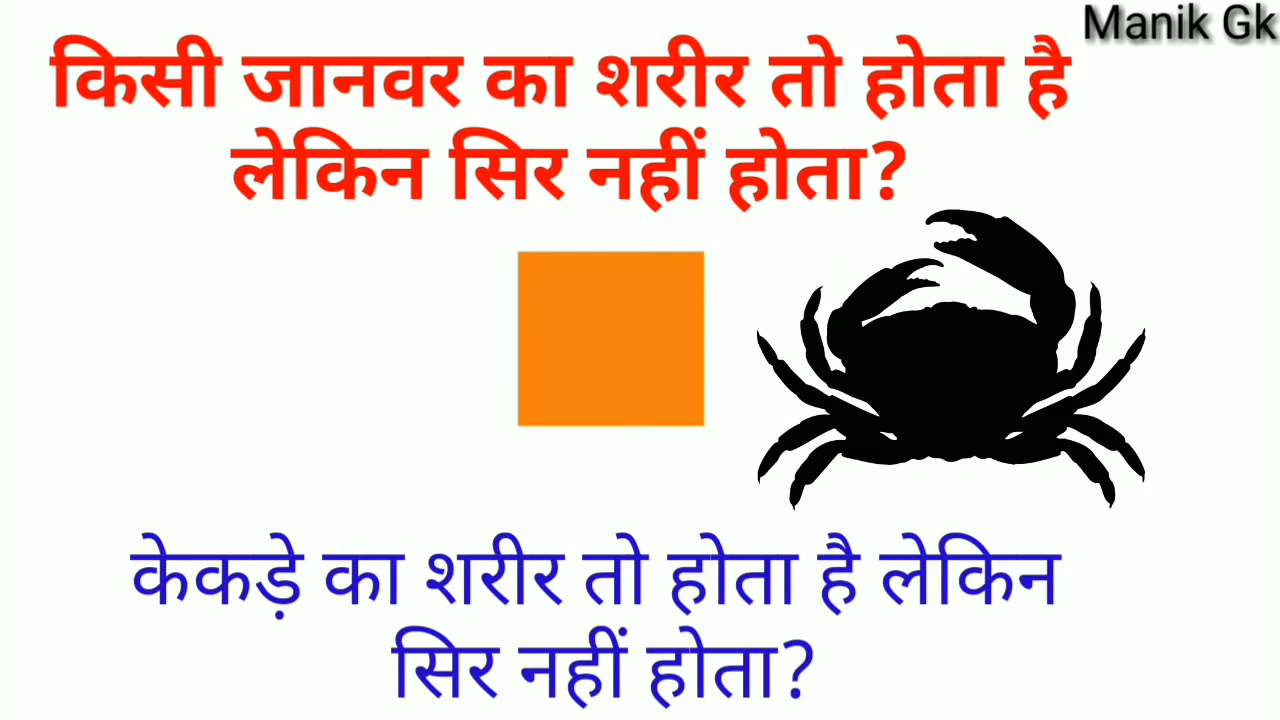 Manik Gk
किसी जानवर का शरीर तो होता है
लेकिन सिर नहीं होता?
केकड़े का शरीर तो होता है लेकिन
सिर नहीं होता?